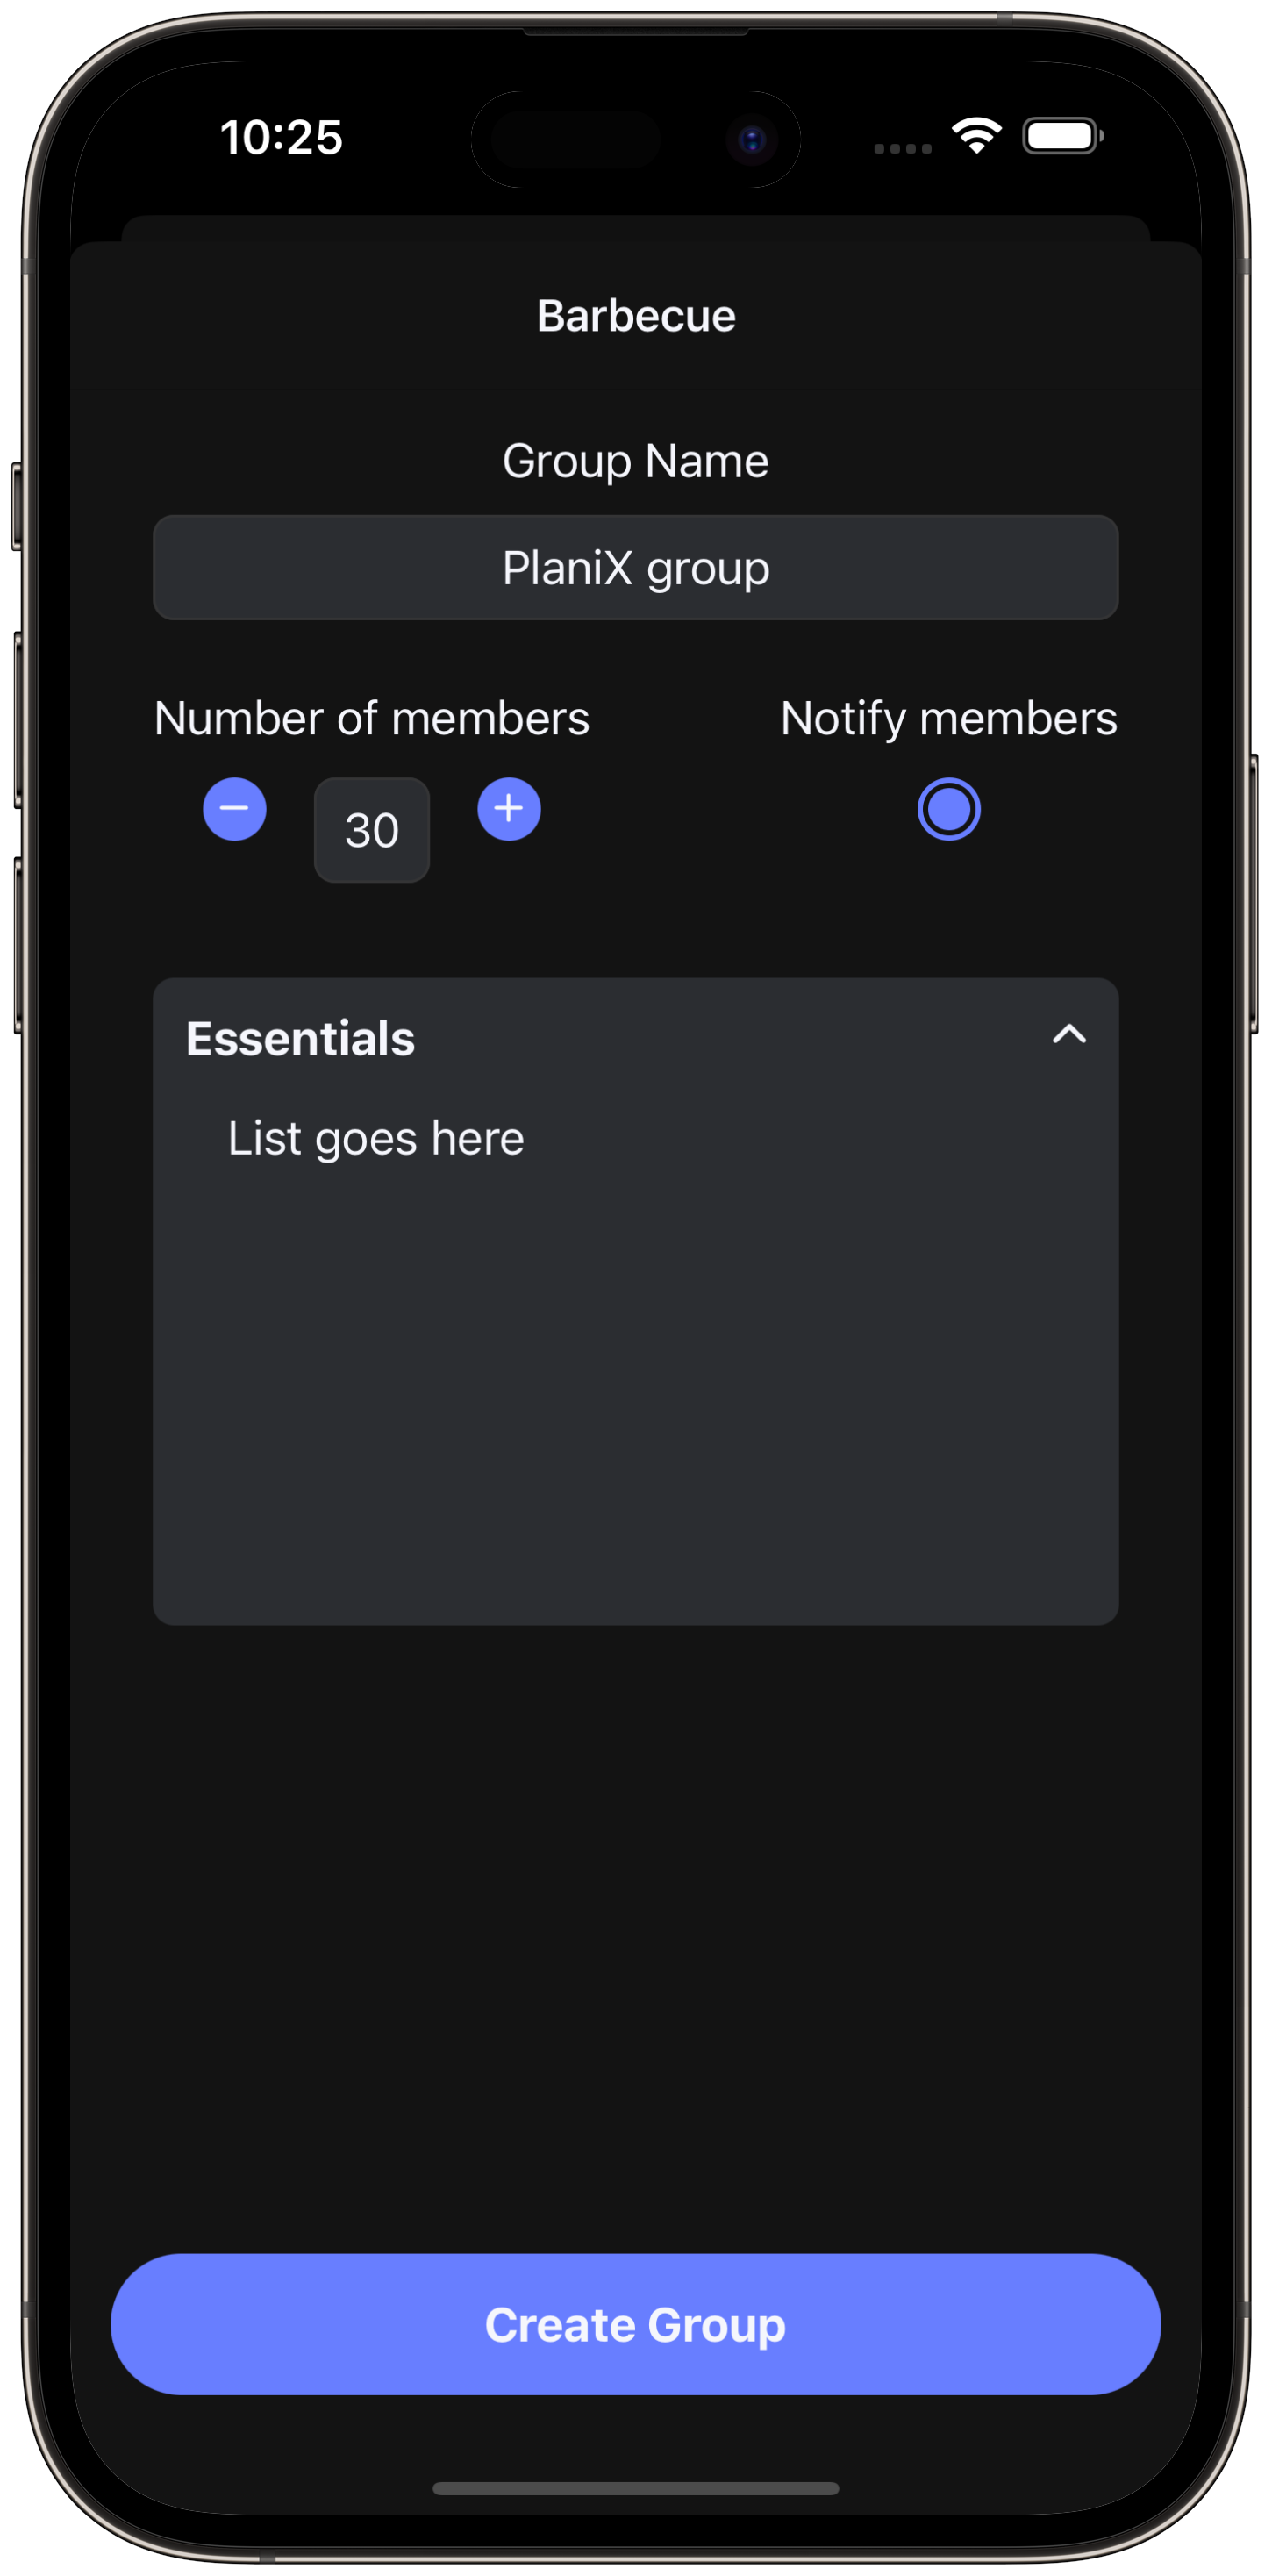 10:25
Barbecue
Group Name
PlaniX group
Number of members Notify members
30
Essentials
List goes here
Create Group